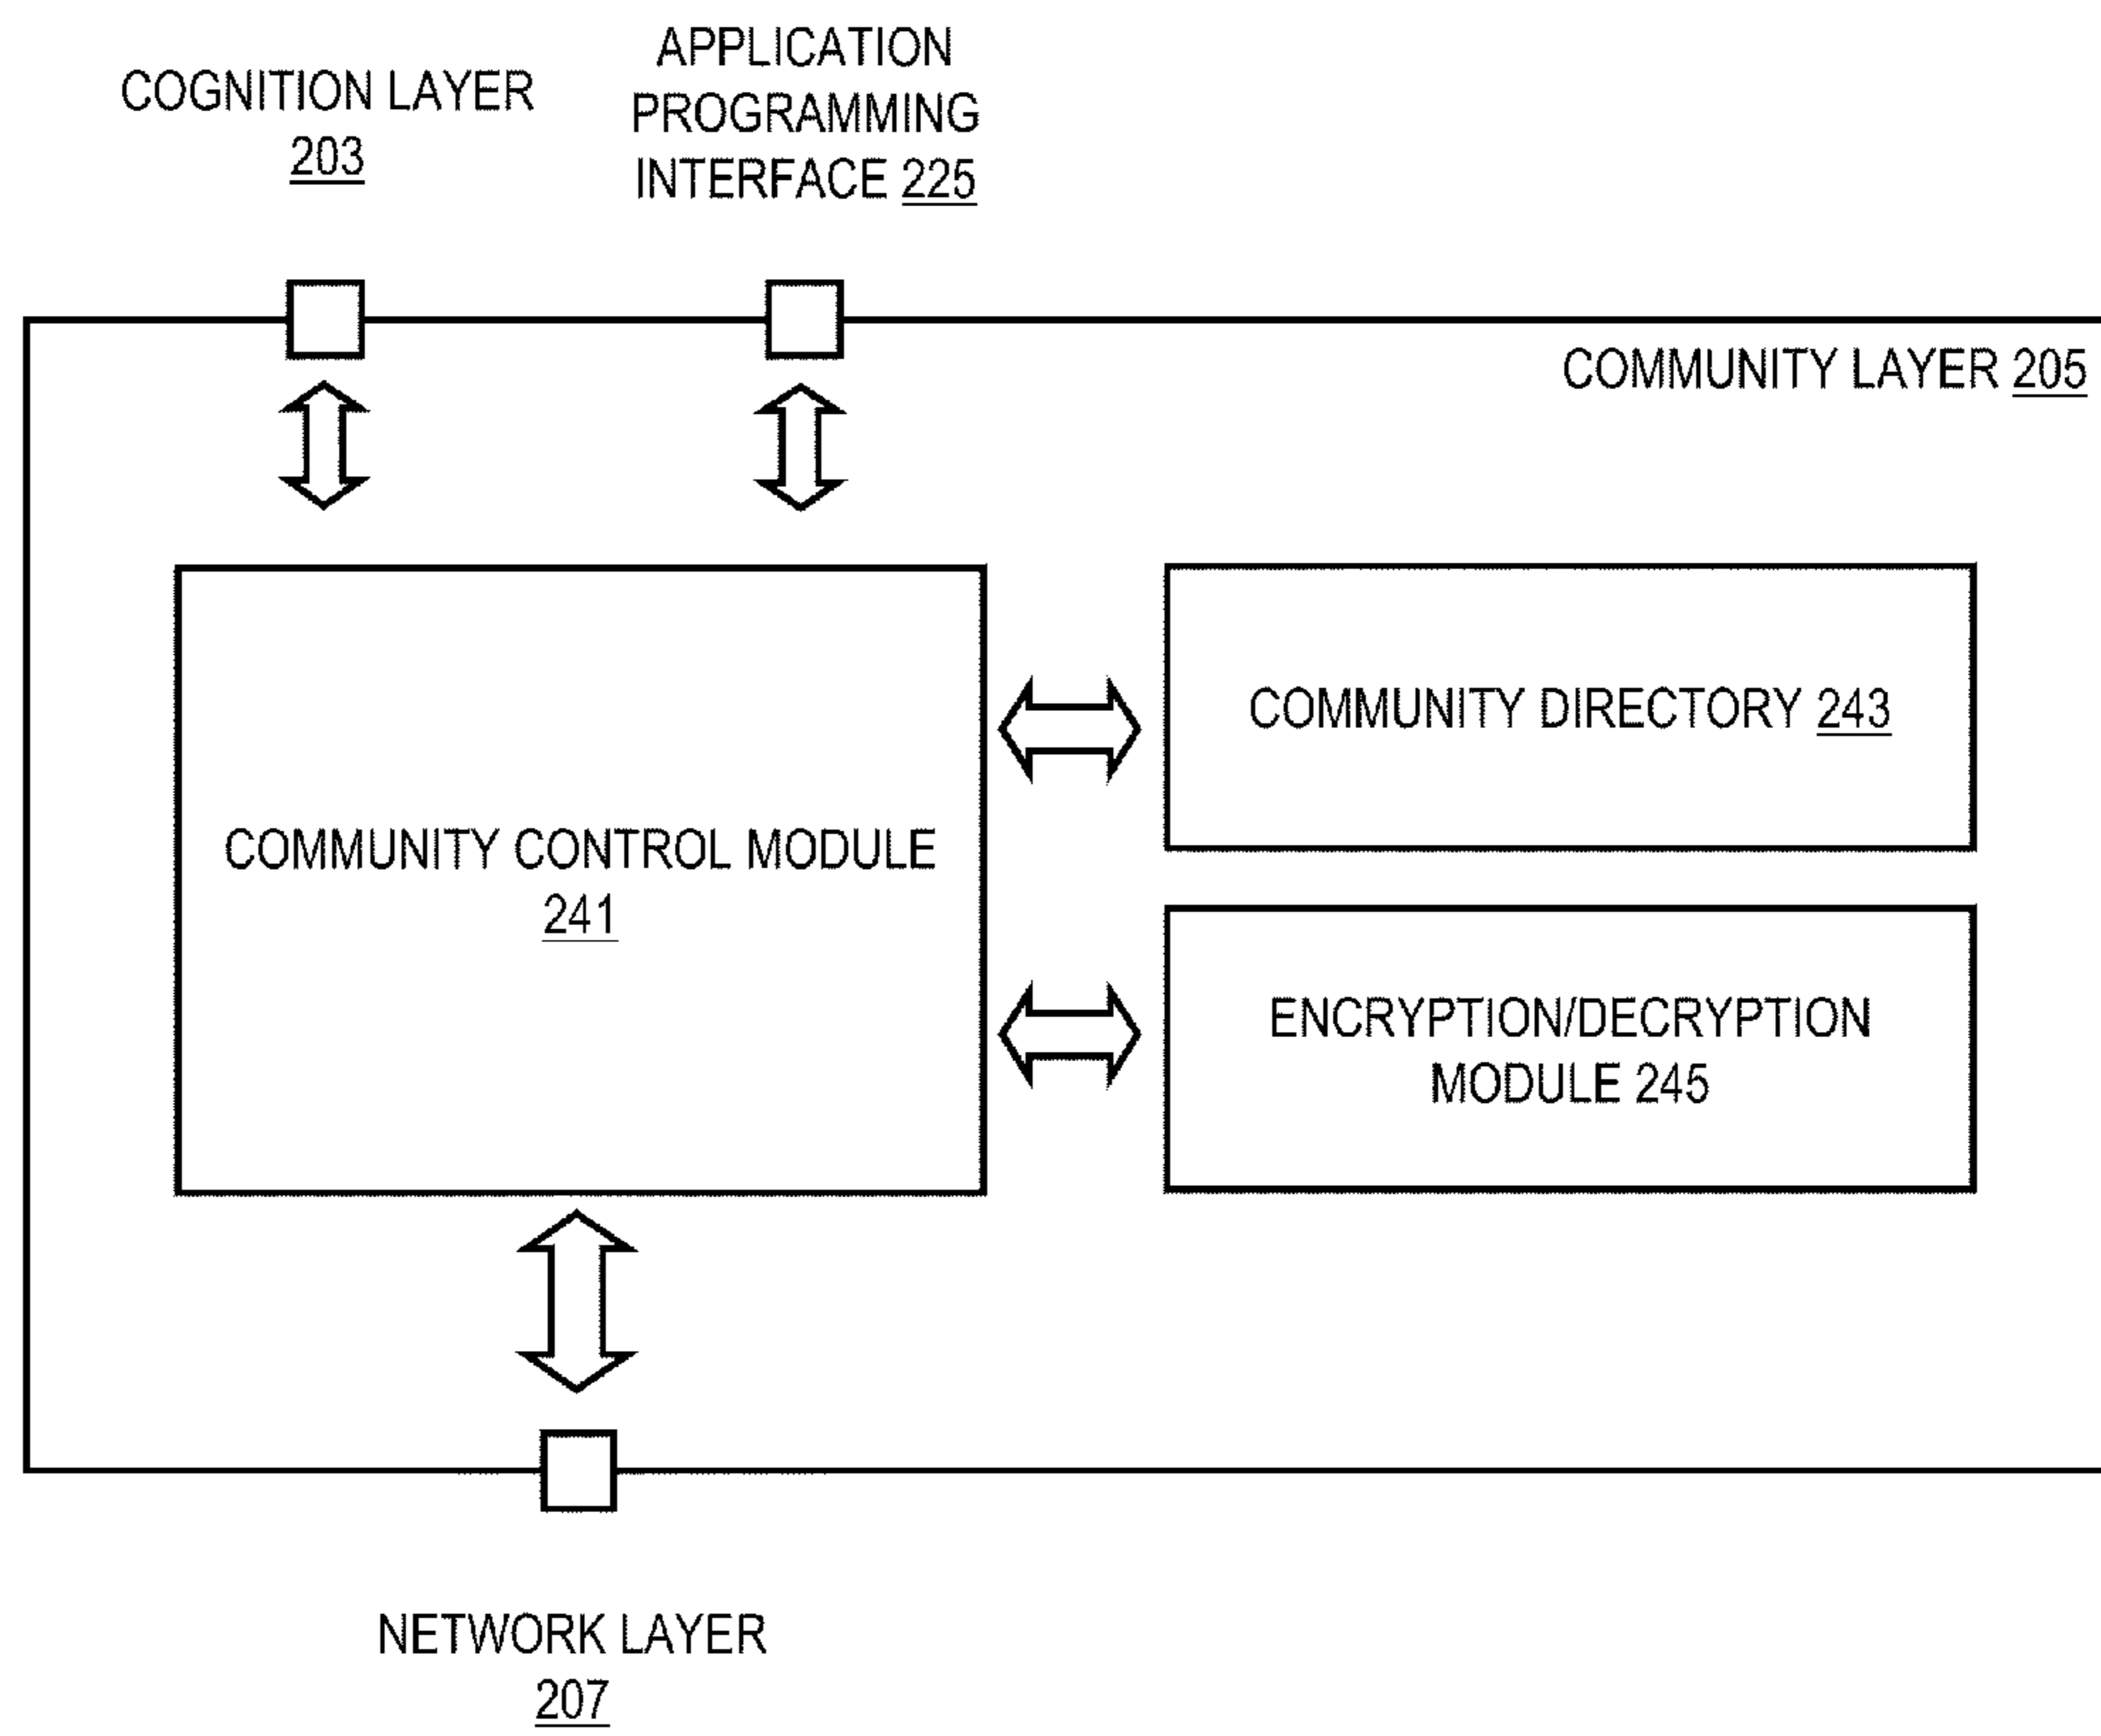 COGNITION LAYER
203
APPLICATION
PROGRAMMING
INTERFACE 225
COMMUNITY LAYER 205
COMMUNITY CONTROL MODULE
241
COMMUNITY DIRECTORY 243
ENCRYPTION/DECRYPTION
MODULE 245
NETWORK LAYER
207